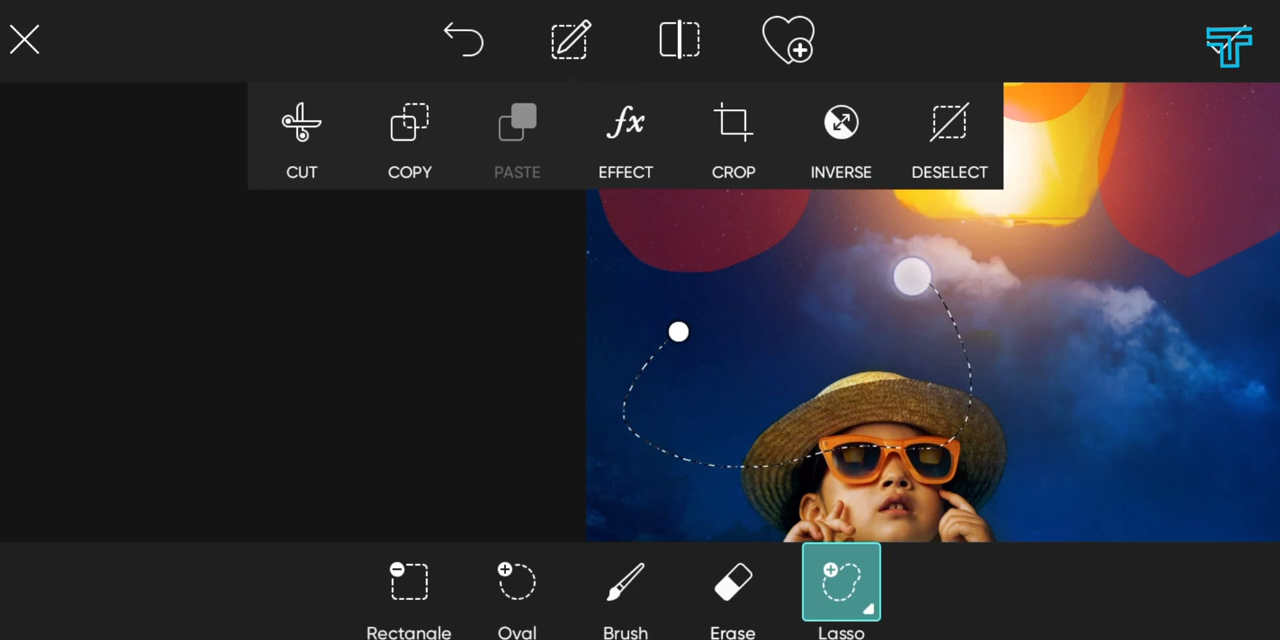 CUT COPY PASTE EFFECT CROP INVERSE DESELECT
Rectangle Oval Brush Erase Lasso